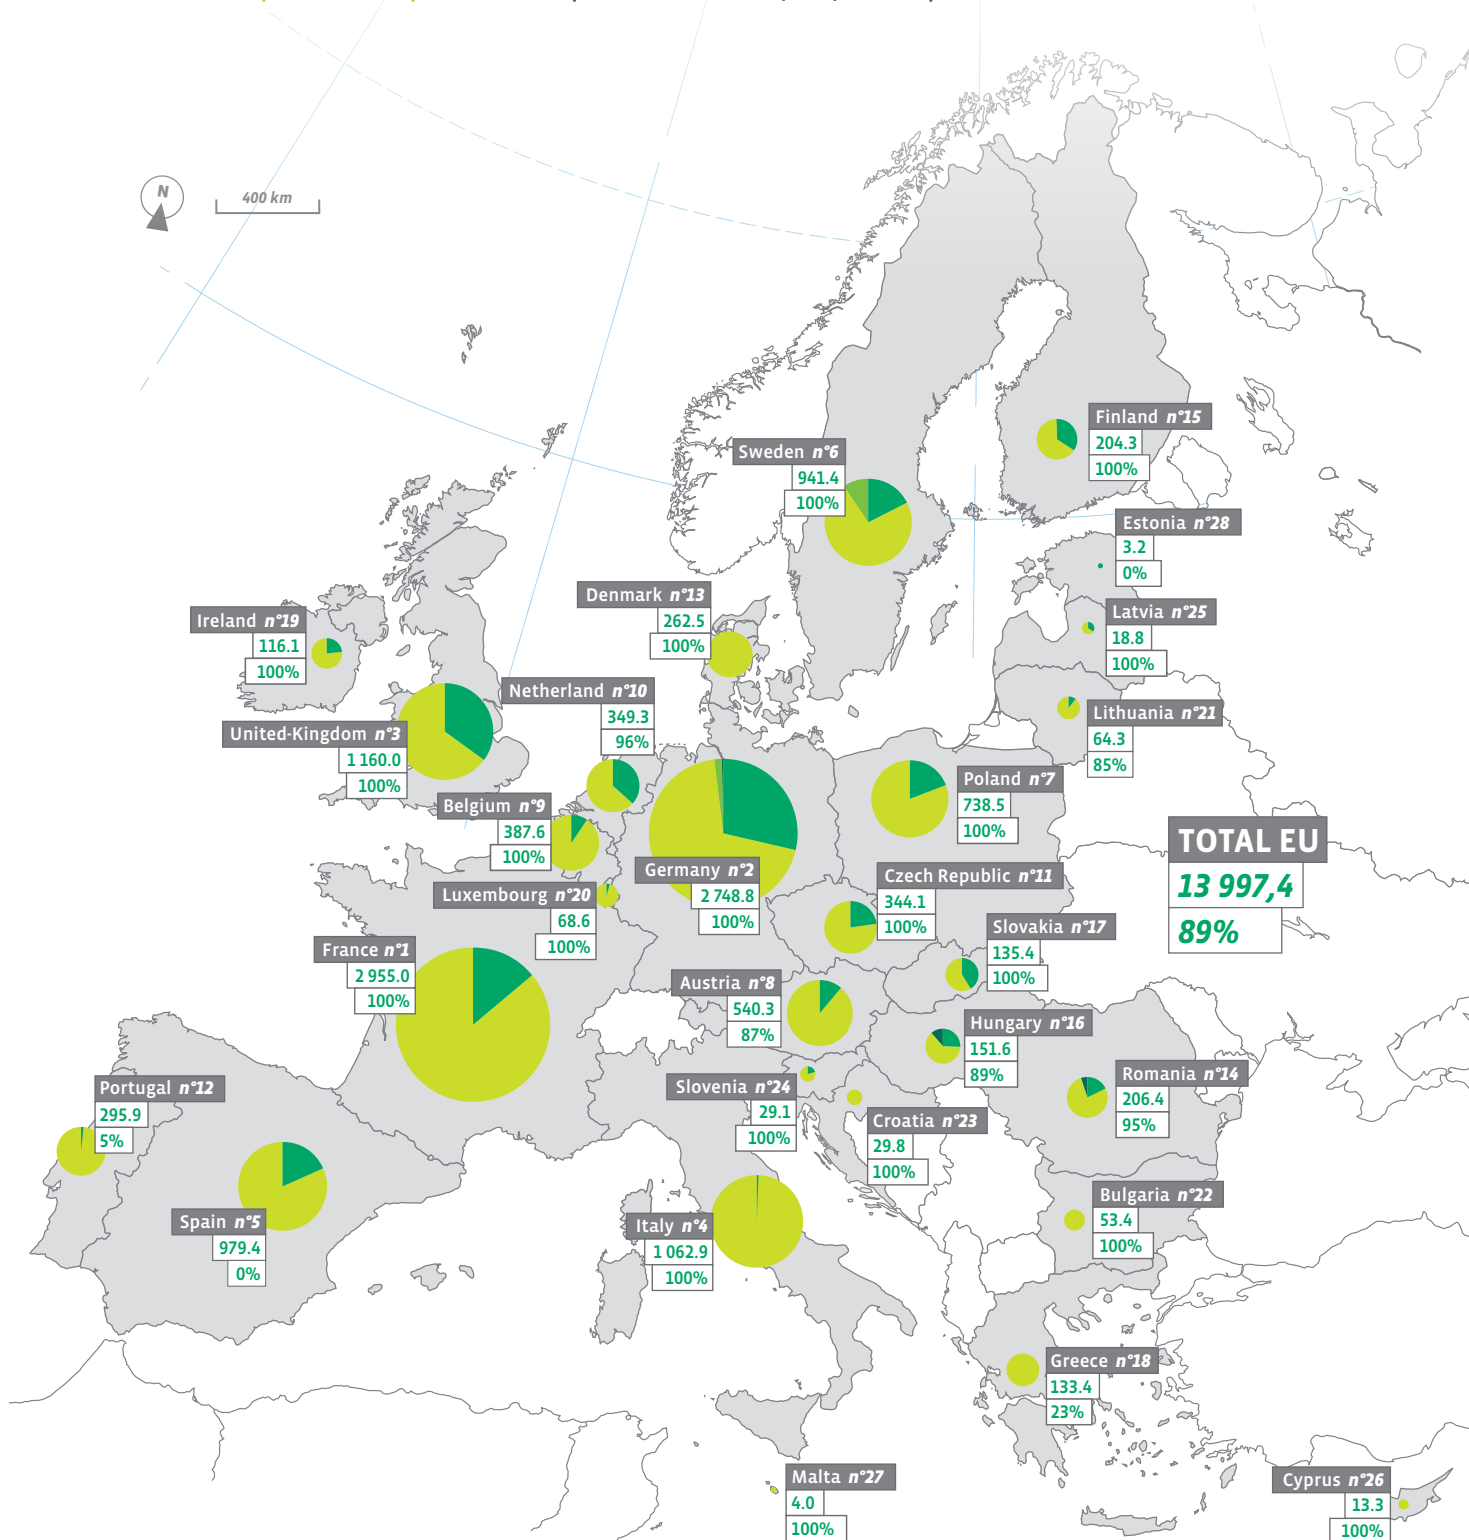 N
400 km
Finland n°15
204.3
100%
Sweden n°6
941.4
100%
Estonia n°28
3.2
0%
Denmark n°13
262.5
100%
Latvia n°25
18.8
100%
Ireland n°19
116.1
100%
Netherland n°10
349.3
96%
Lithuania n°21
64.3
85%
United-Kingdom n°3
1 160.0
100%
Poland n°7
738.5
100%
Belgium n°9
387.6
100%
TOTAL EU
13 997,4
89%
Germany n°2
2 748.8
100%
Czech Republic n°11
344.1
100%
Luxembourg n°20
68.6
100%
Slovakia n°17
135.4
100%
France n°1
2 955.0
100%
Austria n°8
540.3
87%
Hungary n°16
151.6
89%
Romania n°14
206.4
95%
Portugal n°12
295.9
5%
Slovenia n°24
29.1
100%
Croatia n°23
29.8
100%
Bulgaria n°22
53.4
100%
Spain n°5
979.4
0%
Italy n°4
1 062.9
100%
Greece n°18
133.4
23%
Malta n°27
4.0
100%
Cyprus n°26
13.3
100%